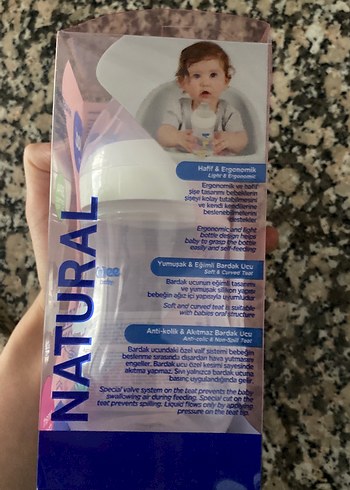 NATURAL
Hafif & Ergonomik
Light & Ergonomic
Ergonomik ve hafif
şişe tasarımı bebeklerin
şişeyi kolay tutabilmesini
ve kendi kendilerine
beslenebilmelerini
destekler
Ergonomic and light
bottle design helps
baby to grasp the bottle
easily and self-feeding.
Yumuşak & Eğimli Bardak Ucu
Soft & Curved Teat
Bardak ucunun eğimli tasarımı
ve yumuşak silikon yapısı
bebeğin ağız içi yapısıyla uyumludur
Soft and curved teat is suitable
with babies oral structure
Anti-kolik & Akıtmaz Bardak Ucu
Anti-colic & Non-Spill Teat
Bardak ucundaki özel valf sistemi bebeğin
beslenme sırasında dışarıdan hava yutmasını
engeller. Bardak ucu özel kesimi sayesinde
akıtma yapmaz. Sıvı yalnızca bardak ucuna
basınç uygulandığında gelir.
Special valve system on the teat prevents the baby
swallowing air during feeding. Special cut on the
teat prevents spilling. Liquid flows only by applying
pressure on the teat tip.